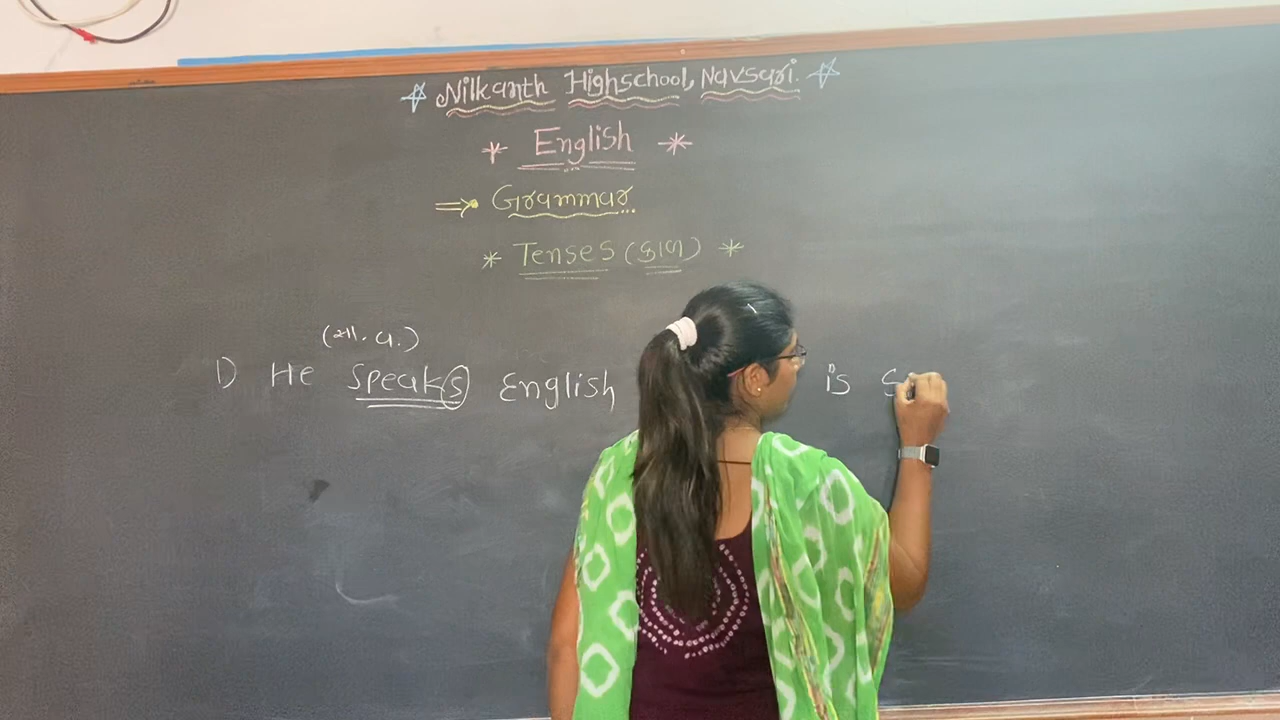 Nilkanth Highschool, Navsari.
* English *
⇒ Grammar
* Tenses (કાળ) *
(સા. વ.)
1) He speaks English is S